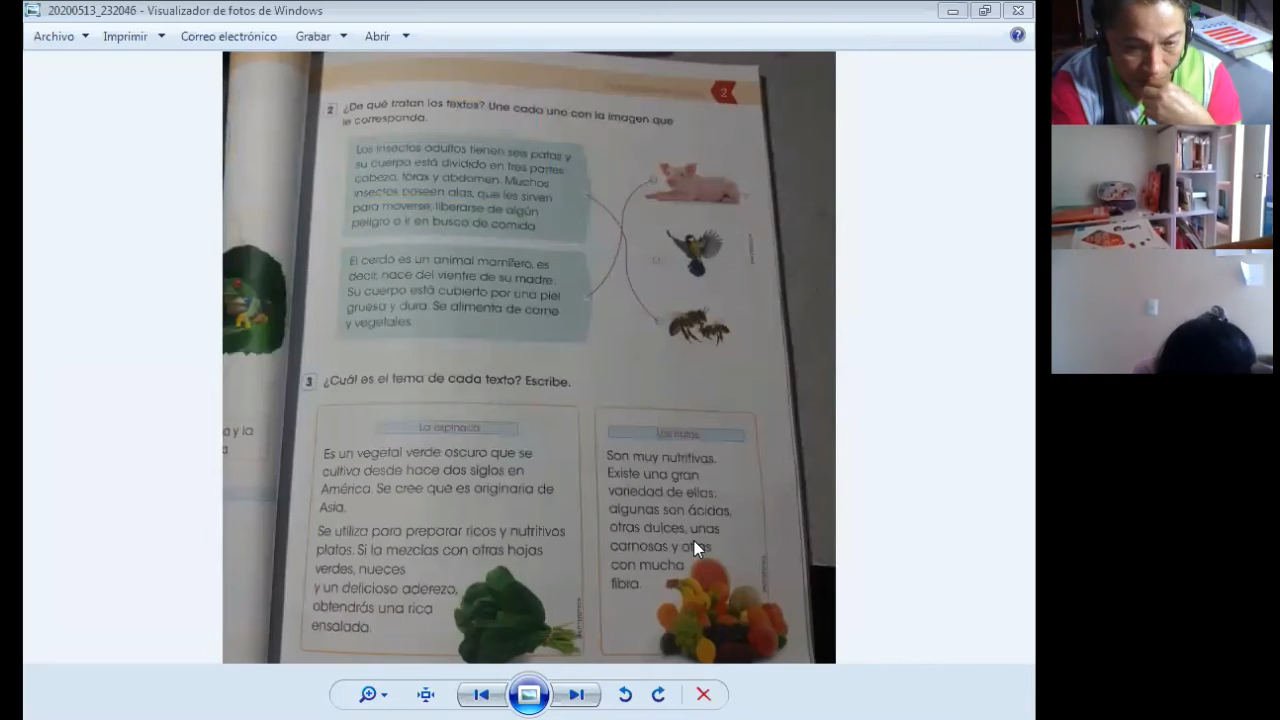 20200513_232046 - Visualizador de fotos de Windows
Archivo Imprimir Correo electrónico Grabar Abrir
2
2 ¿De qué tratan los textos? Une cada uno con la imagen que
le corresponda.
Los insectos adultos tienen seis patas y
su cuerpo está dividido en tres partes
cabeza, tórax y abdomen. Muchos
insectos poseen alas, que les sirven
para moverse, liberarse de algún
peligro o ir en busca de comida
El cerdo es un animal mamífero, es
decir, nace del vientre de su madre.
Su cuerpo está cubierto por una piel
gruesa y dura. Se alimenta de carne
y vegetales.
a y la
a
3 ¿Cuál es el tema de cada texto? Escribe.
La espinaca
Es un vegetal verde oscuro que se
cultiva desde hace dos siglos en
América. Se cree que es originaria de
Asia.
Se utiliza para preparar ricos y nutritivos
platos. Si la mezclas con otras hojas
verdes, nueces
y un delicioso aderezo,
obtendrás una rica
ensalada.
Las frutas
Son muy nutritivas.
Existe una gran
variedad de ellas:
algunas son ácidas,
otras dulces, unas
carnosas y otras
con mucha
fibra.